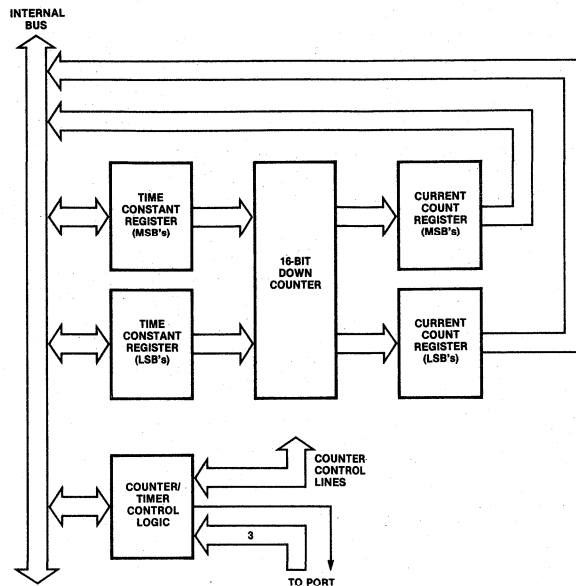 INTERNAL
BUS
TIME
CONSTANT
REGISTER
(MSB's)
CURRENT
COUNT
REGISTER
(MSB's)
16-BIT
DOWN
COUNTER
TIME
CONSTANT
REGISTER
(LSB's)
CURRENT
COUNT
REGISTER
(LSB's)
COUNTER/
TIMER
CONTROL
LOGIC
COUNTER
CONTROL
LINES
3
TO PORT